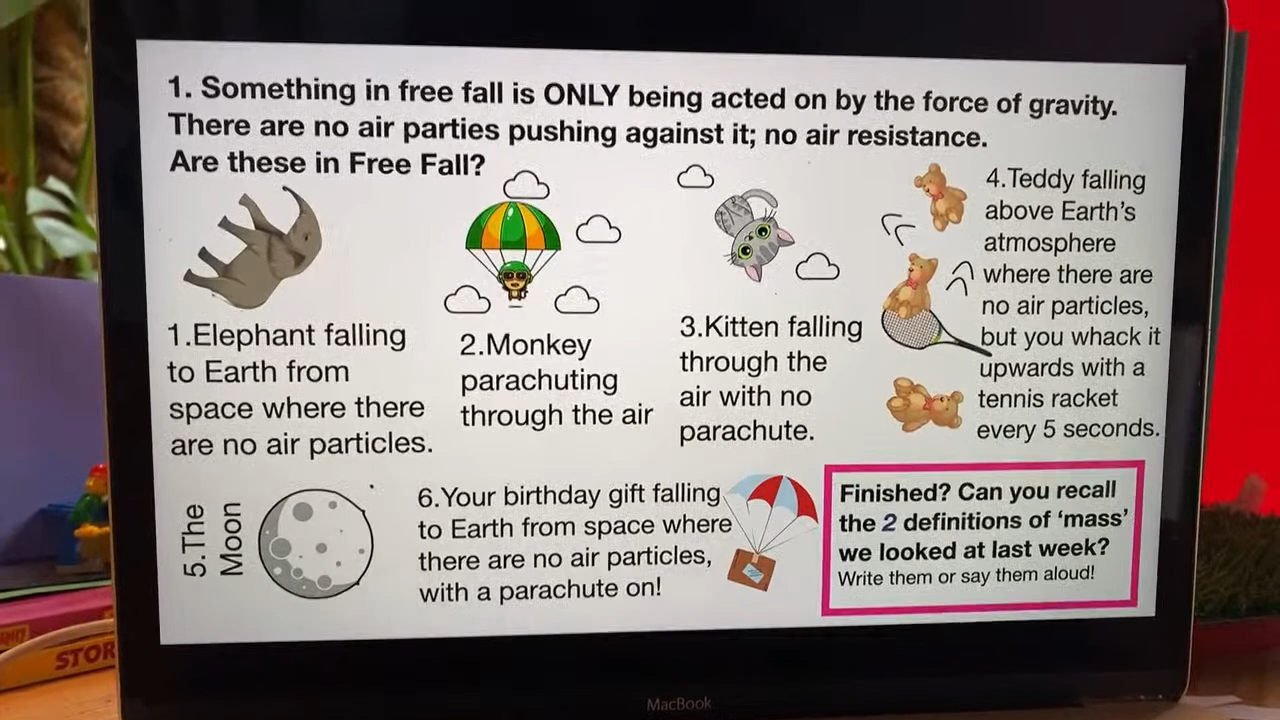 1. Something in free fall is ONLY being acted on by the force of gravity.
There are no air parties pushing against it; no air resistance.
Are these in Free Fall?
1.Elephant falling
to Earth from
space where there
are no air particles.
2.Monkey
parachuting
through the air
3.Kitten falling
through the
air with no
parachute.
4.Teddy falling
above Earth's
atmosphere
where there are
no air particles,
but you whack it
upwards with a
tennis racket
every 5 seconds.
5.The
Moon
6.Your birthday gift falling
to Earth from space where
there are no air particles,
with a parachute on!
Finished? Can you recall
the 2 definitions of 'mass'
we looked at last week?
Write them or say them aloud!
STOR
MacBook